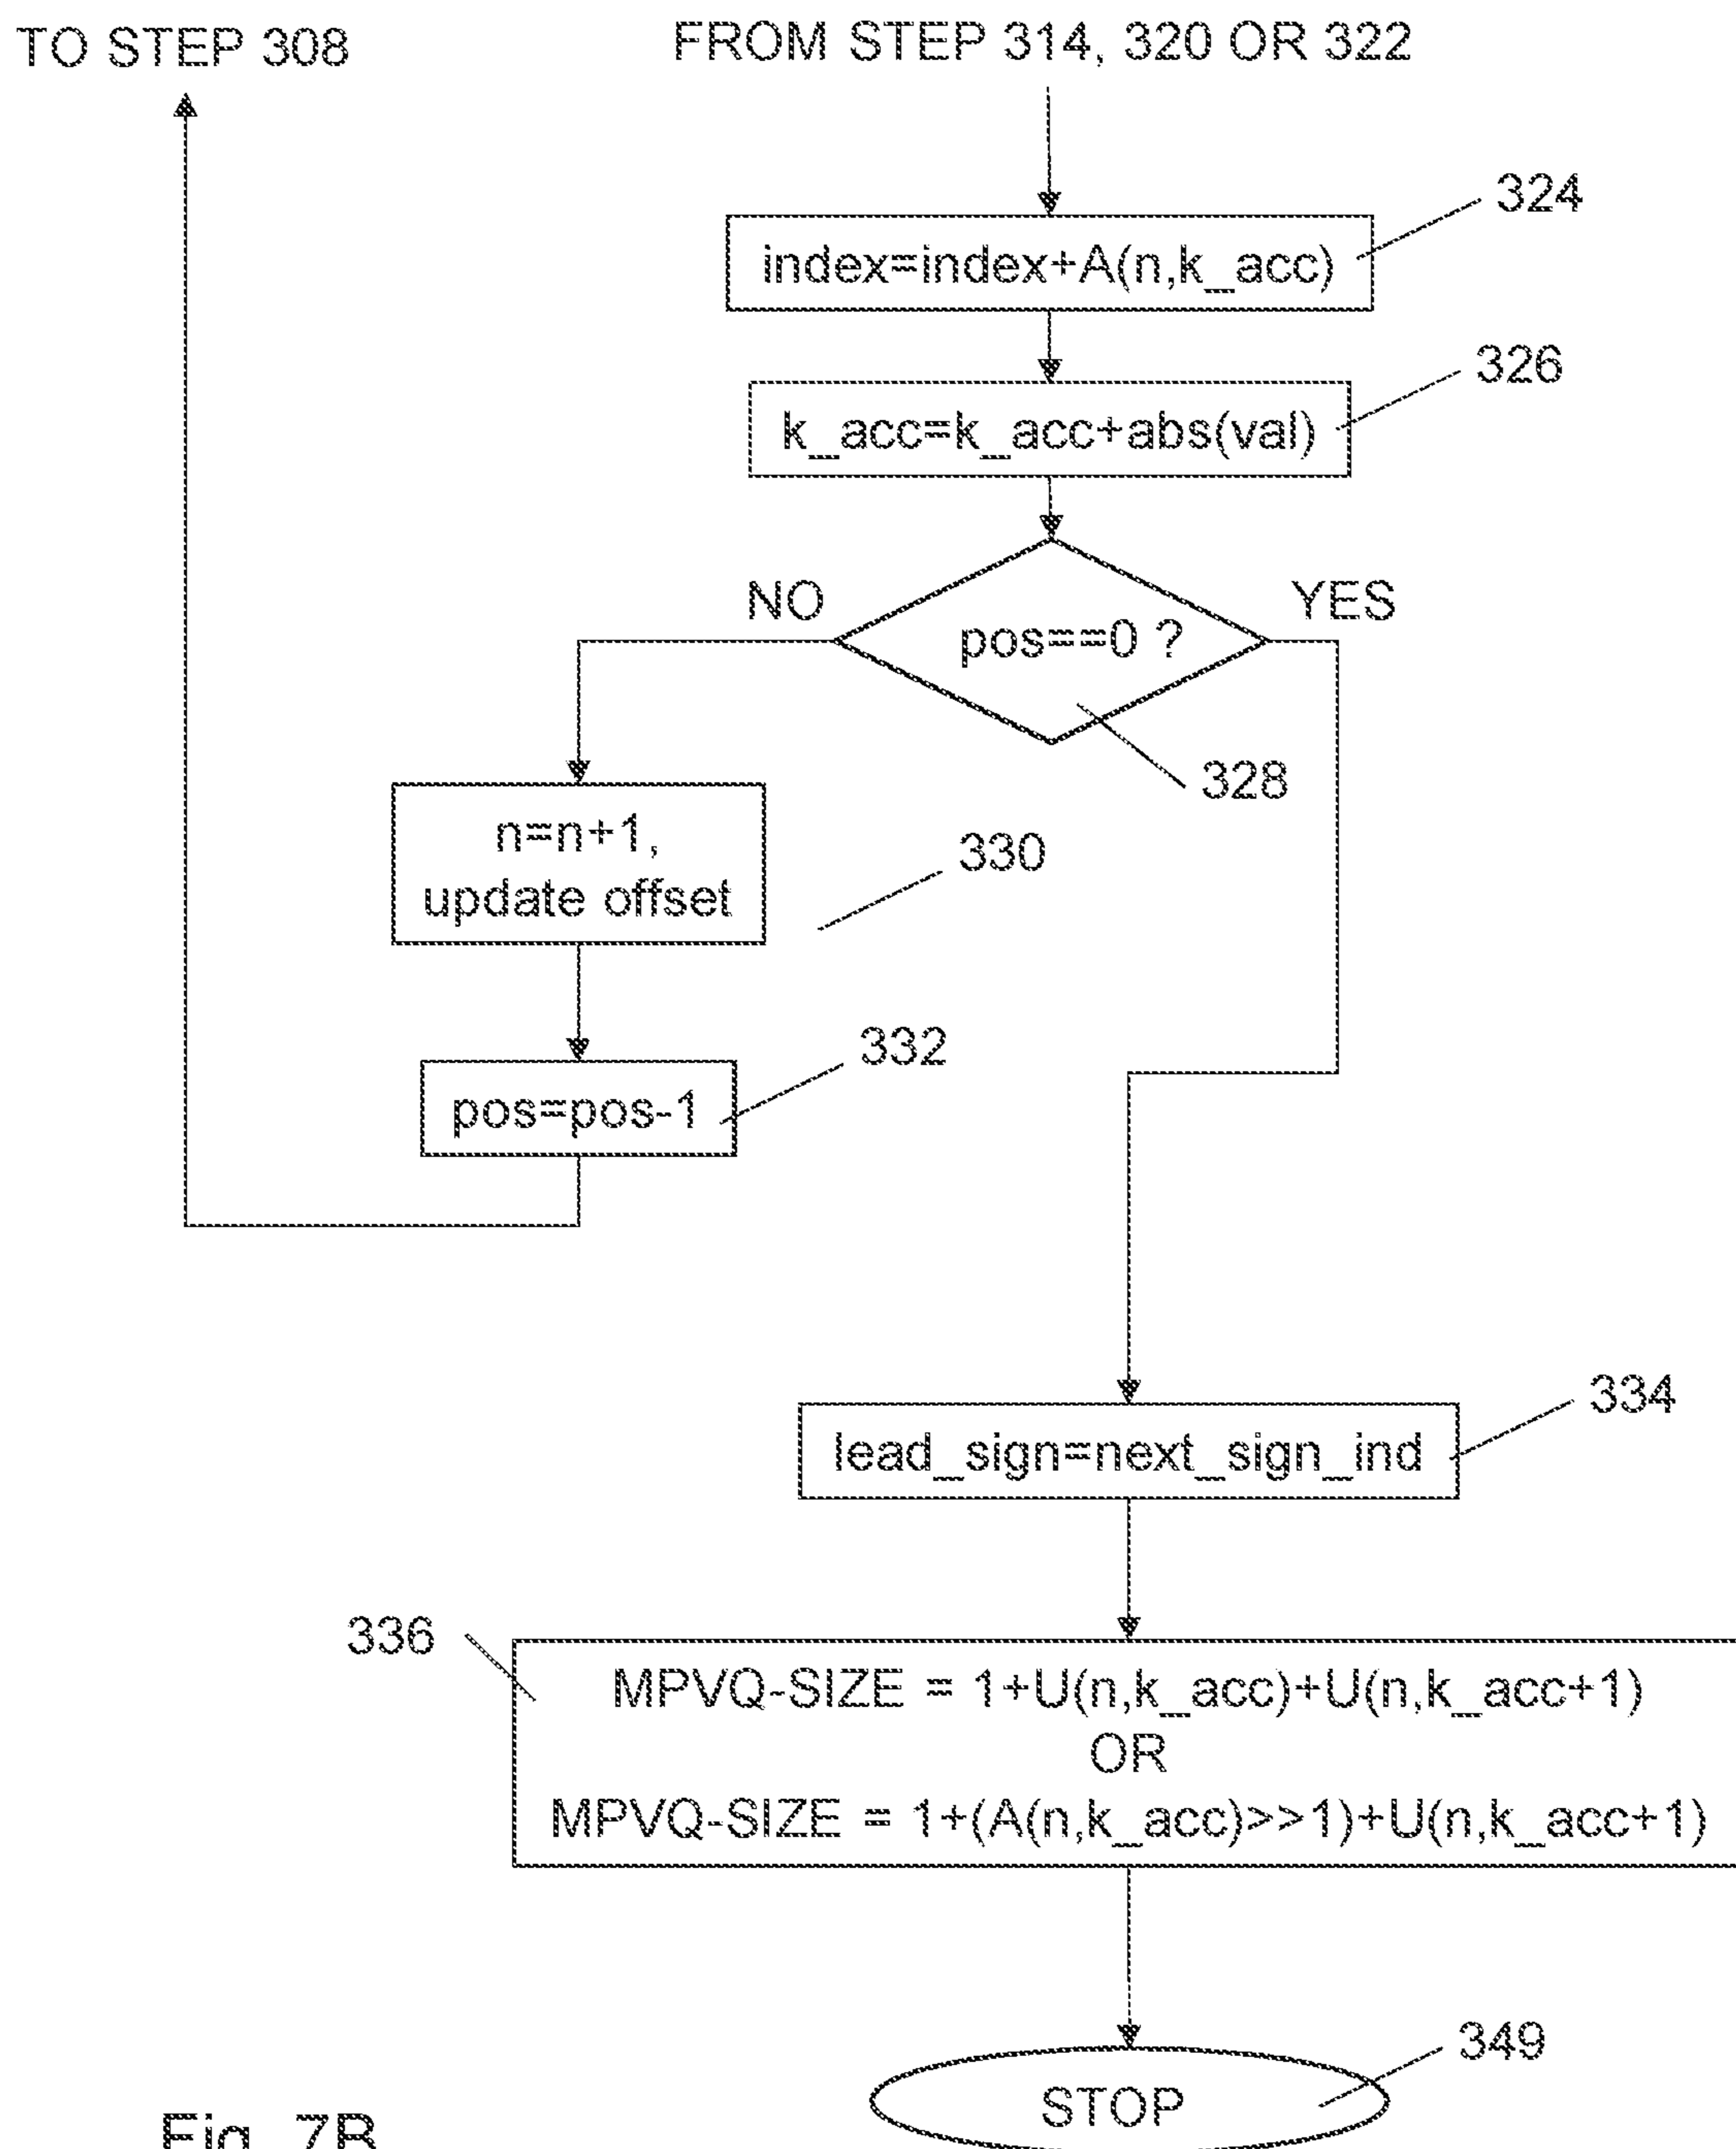 TO STEP 308
FROM STEP 314, 320 OR 322
324
index=index+A(n,k_acc)
326
k_acc=k_acc+abs(val)
NO
YES
pos==0 ?
328
n=n+1,
update offset
330
332
pos=pos-1
334
lead_sign=next_sign_ind
336
MPVQ-SIZE = 1+U(n,k_acc)+U(n,k_acc+1)
OR
MPVQ-SIZE = 1+(A(n,k_acc)>>1)+U(n,k_acc+1)
349
STOP
Fig. 7B